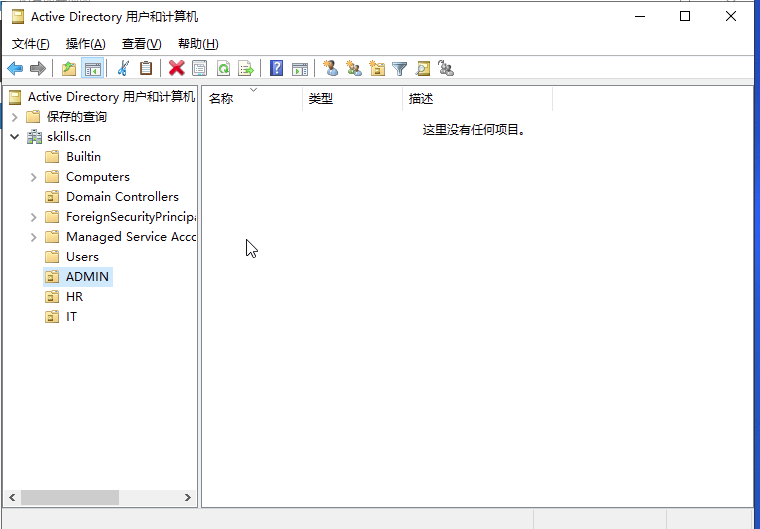 Active Directory 用户和计算机
文件(F) 操作(A) 查看(V) 帮助(H)
Active Directory 用户和计算机
保存的查询
skills.cn
Builtin
Computers
Domain Controllers
ForeignSecurityPrincipa
Managed Service Acco
Users
ADMIN
HR
IT
名称 类型 描述
这里没有任何项目。